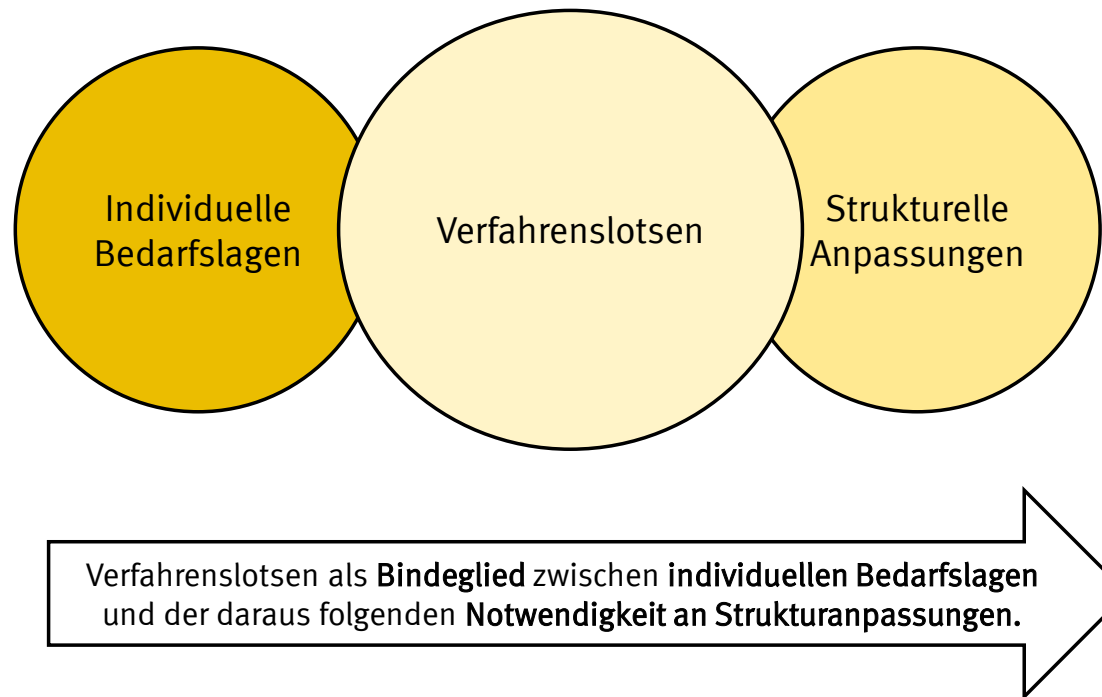 Individuelle
Bedarfslagen
Verfahrenslotsen
Strukturelle
Anpassungen
Verfahrenslotsen als Bindeglied zwischen individuellen Bedarfslagen
und der daraus folgenden Notwendigkeit an Strukturanpassungen.